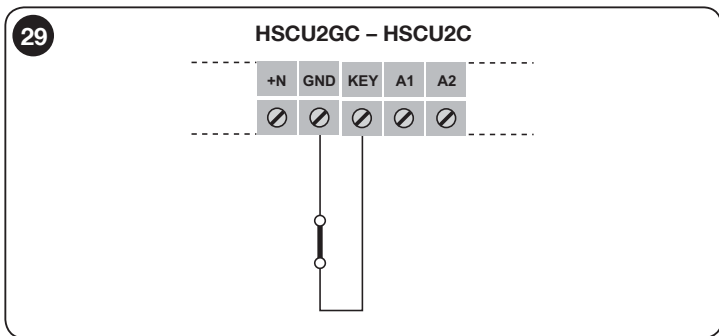 29
HSCU2GC – HSCU2C
+N GND KEY A1 A2